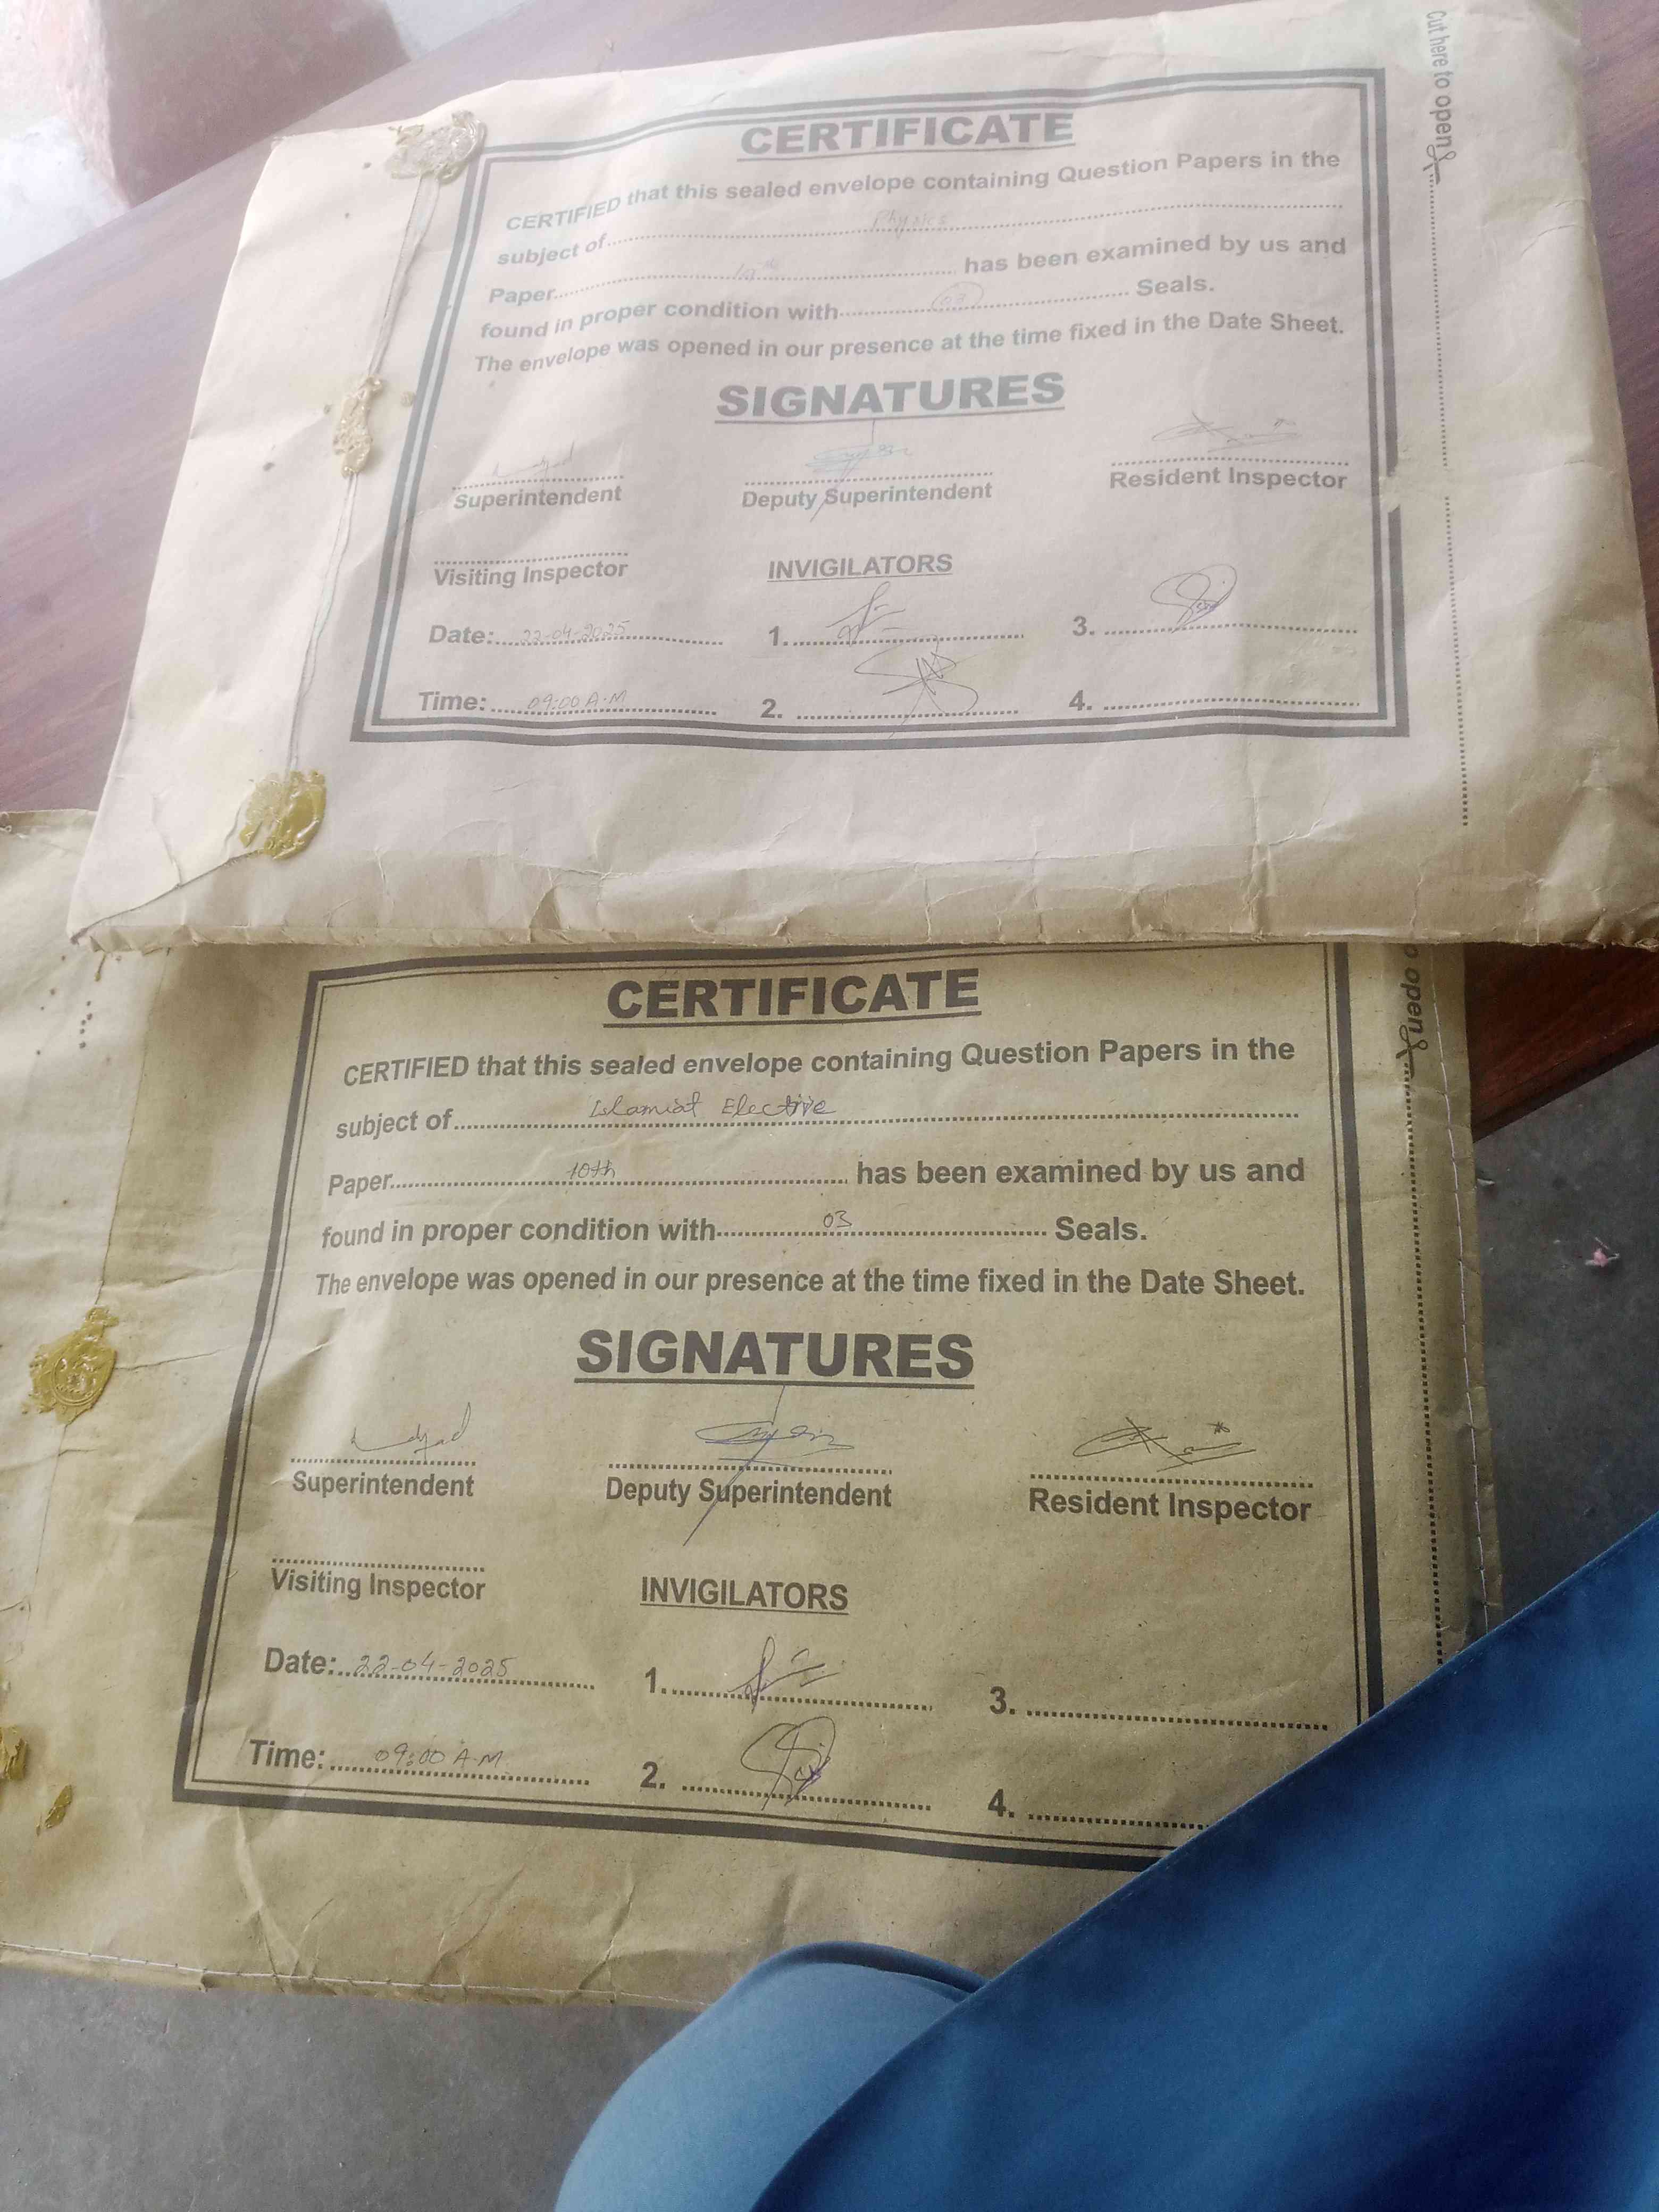 Cut here to open
CERTIFICATE
CERTIFIED that this sealed envelope containing Question Papers in the
subject of Physics
Paper has been examined by us and
found in proper condition with 03 Seals.
The envelope was opened in our presence at the time fixed in the Date Sheet.
SIGNATURES
Superintendent Deputy Superintendent Resident Inspector
Visiting Inspector INVIGILATORS
Date: 22-04-2025 1. 3.
Time: 09:00 A.M 2. 4.
o open
CERTIFICATE
CERTIFIED that this sealed envelope containing Question Papers in the
subject of Islamiat Elective
Paper 10th has been examined by us and
found in proper condition with 03 Seals.
The envelope was opened in our presence at the time fixed in the Date Sheet.
SIGNATURES
Superintendent Deputy Superintendent Resident Inspector
Visiting Inspector INVIGILATORS
Date: 22-04-2025 1. 3.
Time: 09:00 A.M 2. 4.